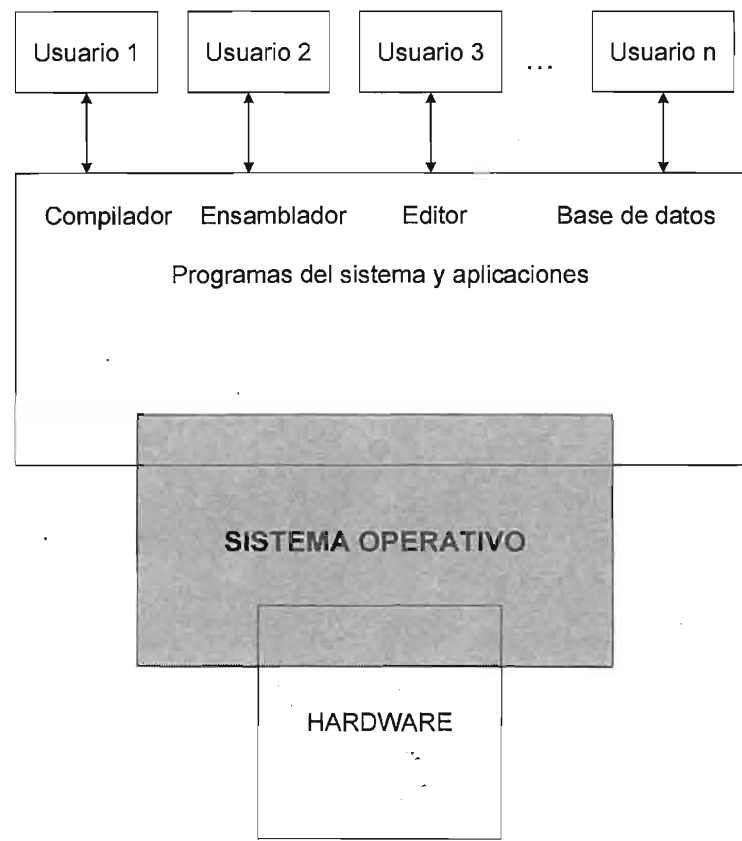 Usuario 1 Usuario 2 Usuario 3 ... Usuario n
Compilador Ensamblador Editor Base de datos
Programas del sistema y aplicaciones
SISTEMA OPERATIVO
HARDWARE